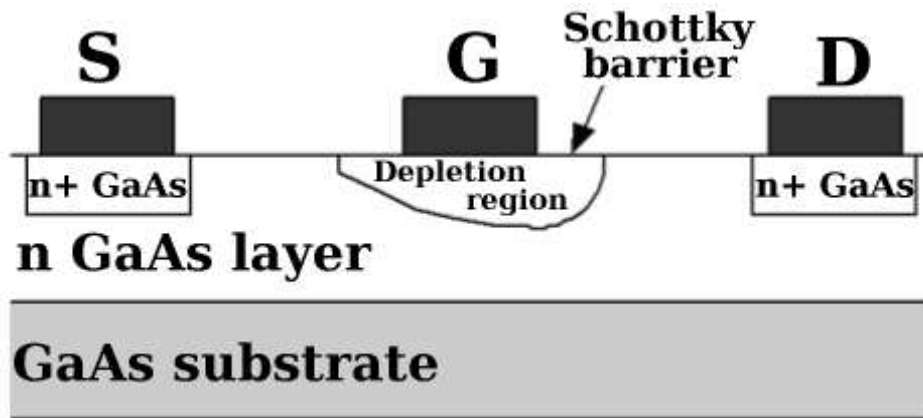 S
G
Schottky
barrier
D
n+ GaAs
Depletion
region
n+ GaAs
n GaAs layer
GaAs substrate